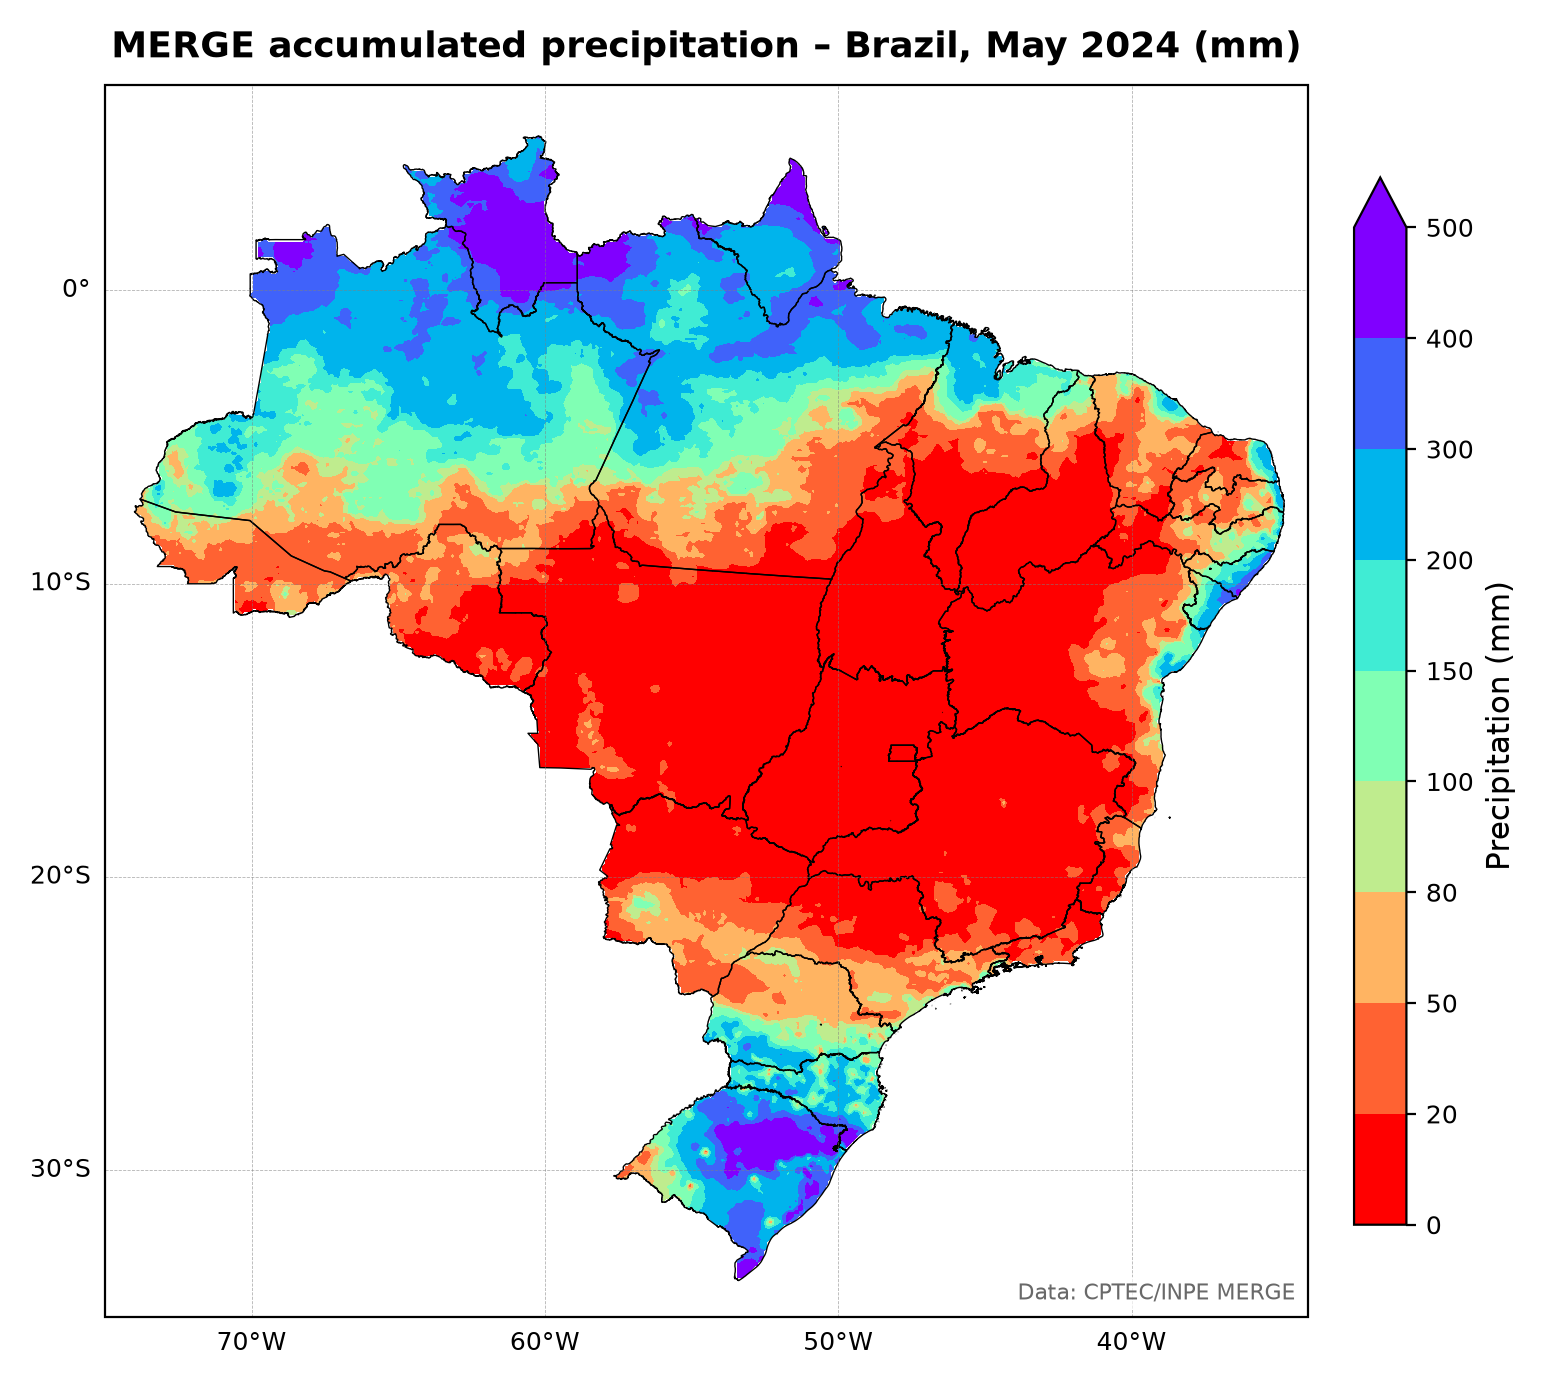 MERGE accumulated precipitation – Brazil, May 2024 (mm)
500
400
300
200
150
100
80
50
20
0
Precipitation (mm)
0°
10°S
20°S
30°S
70°W
60°W
50°W
40°W
Data: CPTEC/INPE MERGE